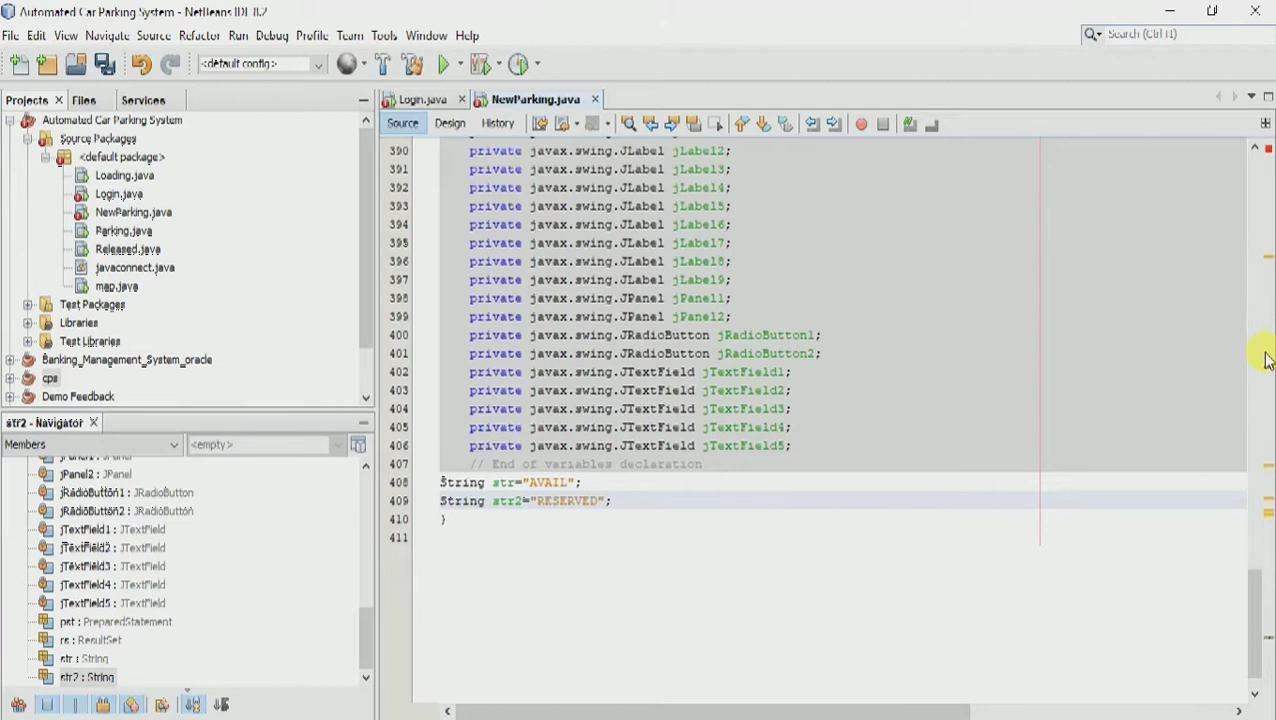 Automated Car Parking System - NetBeans IDE 8.2
File Edit View Navigate Source Refactor Run Debug Profile Team Tools Window Help
Search (Ctrl+I)
<default config>
Projects Files Services
Login.java NewParking.java
Source Design History
Automated Car Parking System
Source Packages
<default package>
Loading.java
Login.java
NewParking.java
Parking.java
Released.java
javaconnect.java
map.java
Test Packages
Libraries
Test Libraries
Banking_Management_System_oracle
cps
Demo Feedback
str2 - Navigator
Members <empty>
jPanel1 : JPanel
jPanel2 : JPanel
jRadioButton1 : JRadioButton
jRadioButton2 : JRadioButton
jTextField1 : JTextField
jTextField2 : JTextField
jTextField3 : JTextField
jTextField4 : JTextField
jTextField5 : JTextField
pst : PreparedStatement
rs : ResultSet
str : String
str2 : String
390 private javax.swing.JLabel jLabel2;
391 private javax.swing.JLabel jLabel3;
392 private javax.swing.JLabel jLabel4;
393 private javax.swing.JLabel jLabel5;
394 private javax.swing.JLabel jLabel6;
395 private javax.swing.JLabel jLabel7;
396 private javax.swing.JLabel jLabel8;
397 private javax.swing.JLabel jLabel9;
398 private javax.swing.JPanel jPanel1;
399 private javax.swing.JPanel jPanel2;
400 private javax.swing.JRadioButton jRadioButton1;
401 private javax.swing.JRadioButton jRadioButton2;
402 private javax.swing.JTextField jTextField1;
403 private javax.swing.JTextField jTextField2;
404 private javax.swing.JTextField jTextField3;
405 private javax.swing.JTextField jTextField4;
406 private javax.swing.JTextField jTextField5;
407 // End of variables declaration
408 String str="AVAIL";
409 String str2="RESERVED";
410 }
411